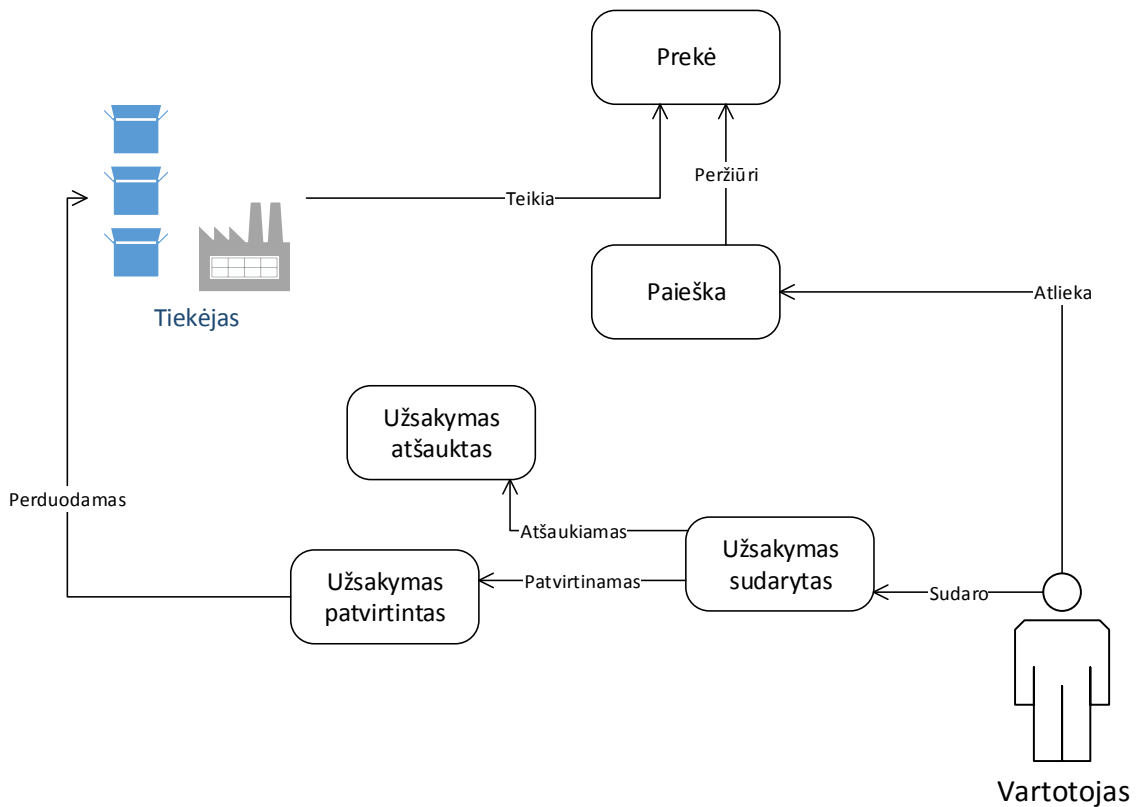 Prekė
Peržiūri
Teikia
Paieška
Atlieka
Tiekėjas
Užsakymas
atšauktas
Perduodamas
Atšaukiamas
Užsakymas
sudarytas
Užsakymas
patvirtintas
Patvirtinamas
Sudaro
Vartotojas